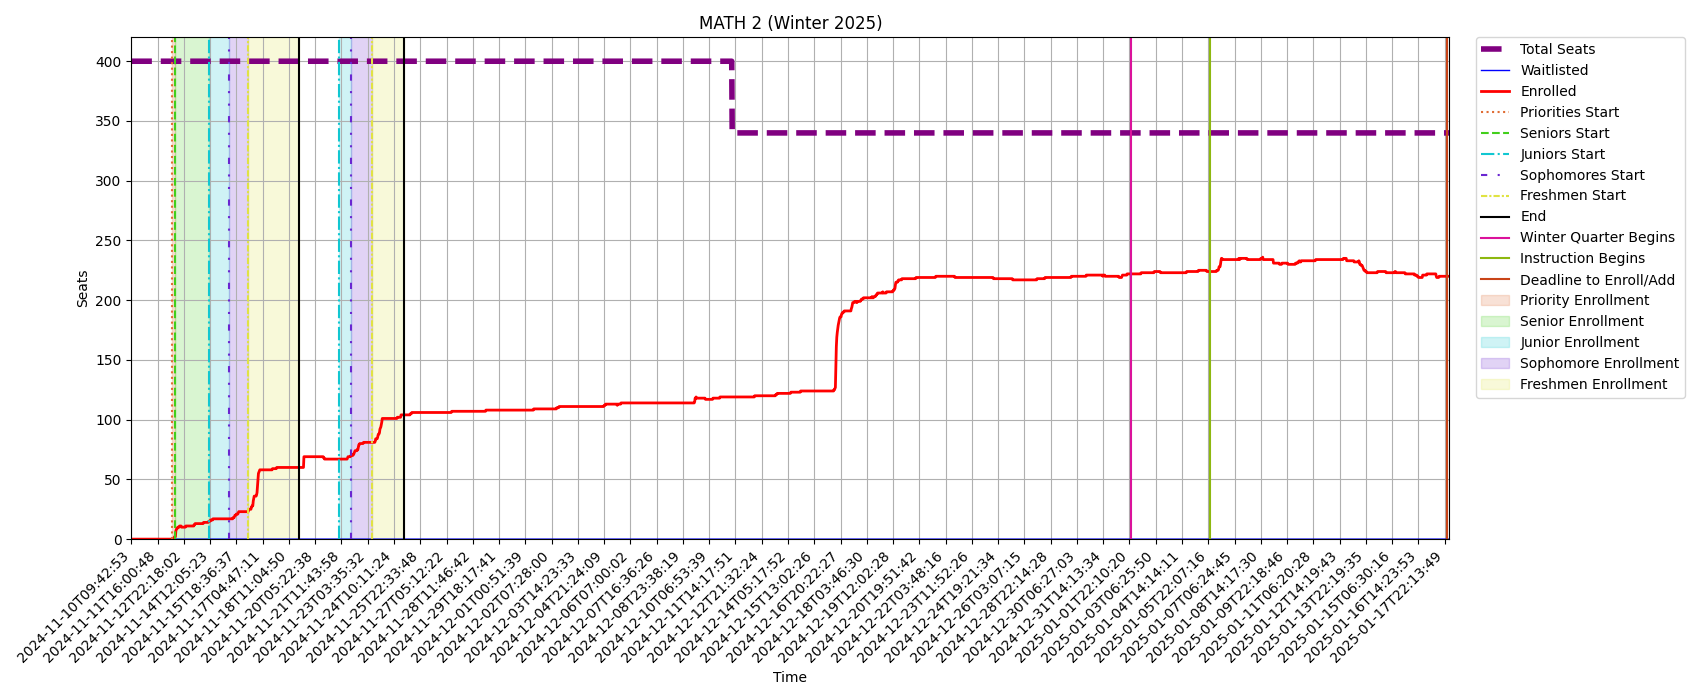 MATH 2 (Winter 2025)
Seats
400
350
300
250
200
150
100
50
0
2024-11-10T09:42:53
2024-11-11T16:00:48
2024-11-12T22:18:02
2024-11-14T12:05:23
2024-11-15T18:36:37
2024-11-17T04:47:11
2024-11-18T11:04:50
2024-11-20T05:22:38
2024-11-21T11:43:58
2024-11-23T03:35:32
2024-11-24T10:11:24
2024-11-25T22:33:48
2024-11-27T05:12:22
2024-11-28T11:46:42
2024-11-29T18:17:41
2024-12-01T00:51:39
2024-12-02T07:28:00
2024-12-03T14:23:33
2024-12-04T21:24:09
2024-12-06T07:00:02
2024-12-07T16:36:26
2024-12-08T23:38:19
2024-12-10T06:53:39
2024-12-11T14:17:51
2024-12-12T21:32:24
2024-12-14T05:17:52
2024-12-15T13:02:26
2024-12-16T20:22:27
2024-12-18T03:46:30
2024-12-19T12:02:28
2024-12-20T19:51:42
2024-12-22T03:48:16
2024-12-23T11:52:26
2024-12-24T19:21:34
2024-12-26T03:07:15
2024-12-28T22:14:28
2024-12-30T06:27:03
2024-12-31T14:13:34
2025-01-01T22:10:20
2025-01-03T06:25:50
2025-01-04T14:14:11
2025-01-05T22:07:16
2025-01-07T06:24:45
2025-01-08T14:17:30
2025-01-09T22:18:46
2025-01-11T06:20:28
2025-01-12T14:19:43
2025-01-13T22:19:35
2025-01-15T06:30:16
2025-01-16T14:23:53
2025-01-17T22:13:49
Time
Total Seats
Waitlisted
Enrolled
Priorities Start
Seniors Start
Juniors Start
Sophomores Start
Freshmen Start
End
Winter Quarter Begins
Instruction Begins
Deadline to Enroll/Add
Priority Enrollment
Senior Enrollment
Junior Enrollment
Sophomore Enrollment
Freshmen Enrollment